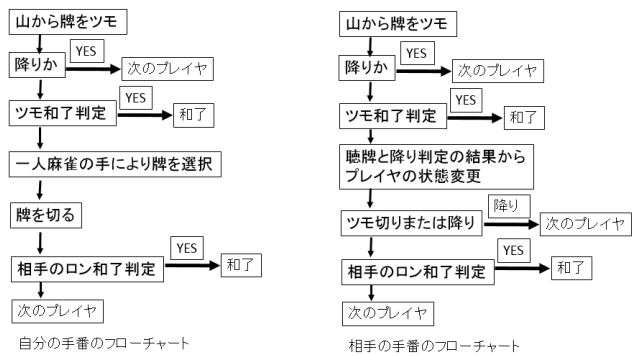 山から牌をツモ
降りか
YES
次のプレイヤ
ツモ和了判定
YES
和了
一人麻雀の手により牌を選択
牌を切る
相手のロン和了判定
YES
和了
次のプレイヤ
自分の手番のフローチャート
山から牌をツモ
降りか
YES
次のプレイヤ
ツモ和了判定
YES
和了
聴牌と降り判定の結果から
プレイヤの状態変更
ツモ切りまたは降り
降り
次のプレイヤ
相手のロン和了判定
YES
和了
次のプレイヤ
相手の手番のフローチャート